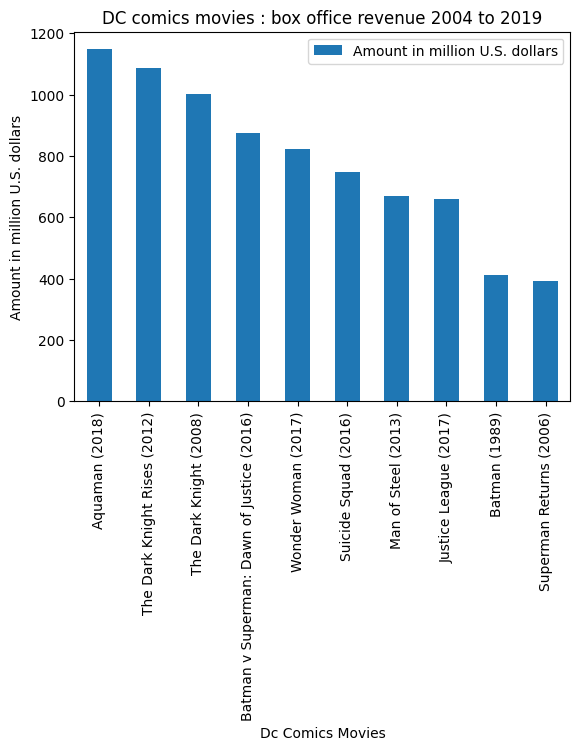 DC comics movies : box office revenue 2004 to 2019
Amount in million U.S. dollars
Amount in million U.S. dollars
1200
1000
800
600
400
200
0
Aquaman (2018)
The Dark Knight Rises (2012)
The Dark Knight (2008)
Batman v Superman: Dawn of Justice (2016)
Wonder Woman (2017)
Suicide Squad (2016)
Man of Steel (2013)
Justice League (2017)
Batman (1989)
Superman Returns (2006)
Dc Comics Movies